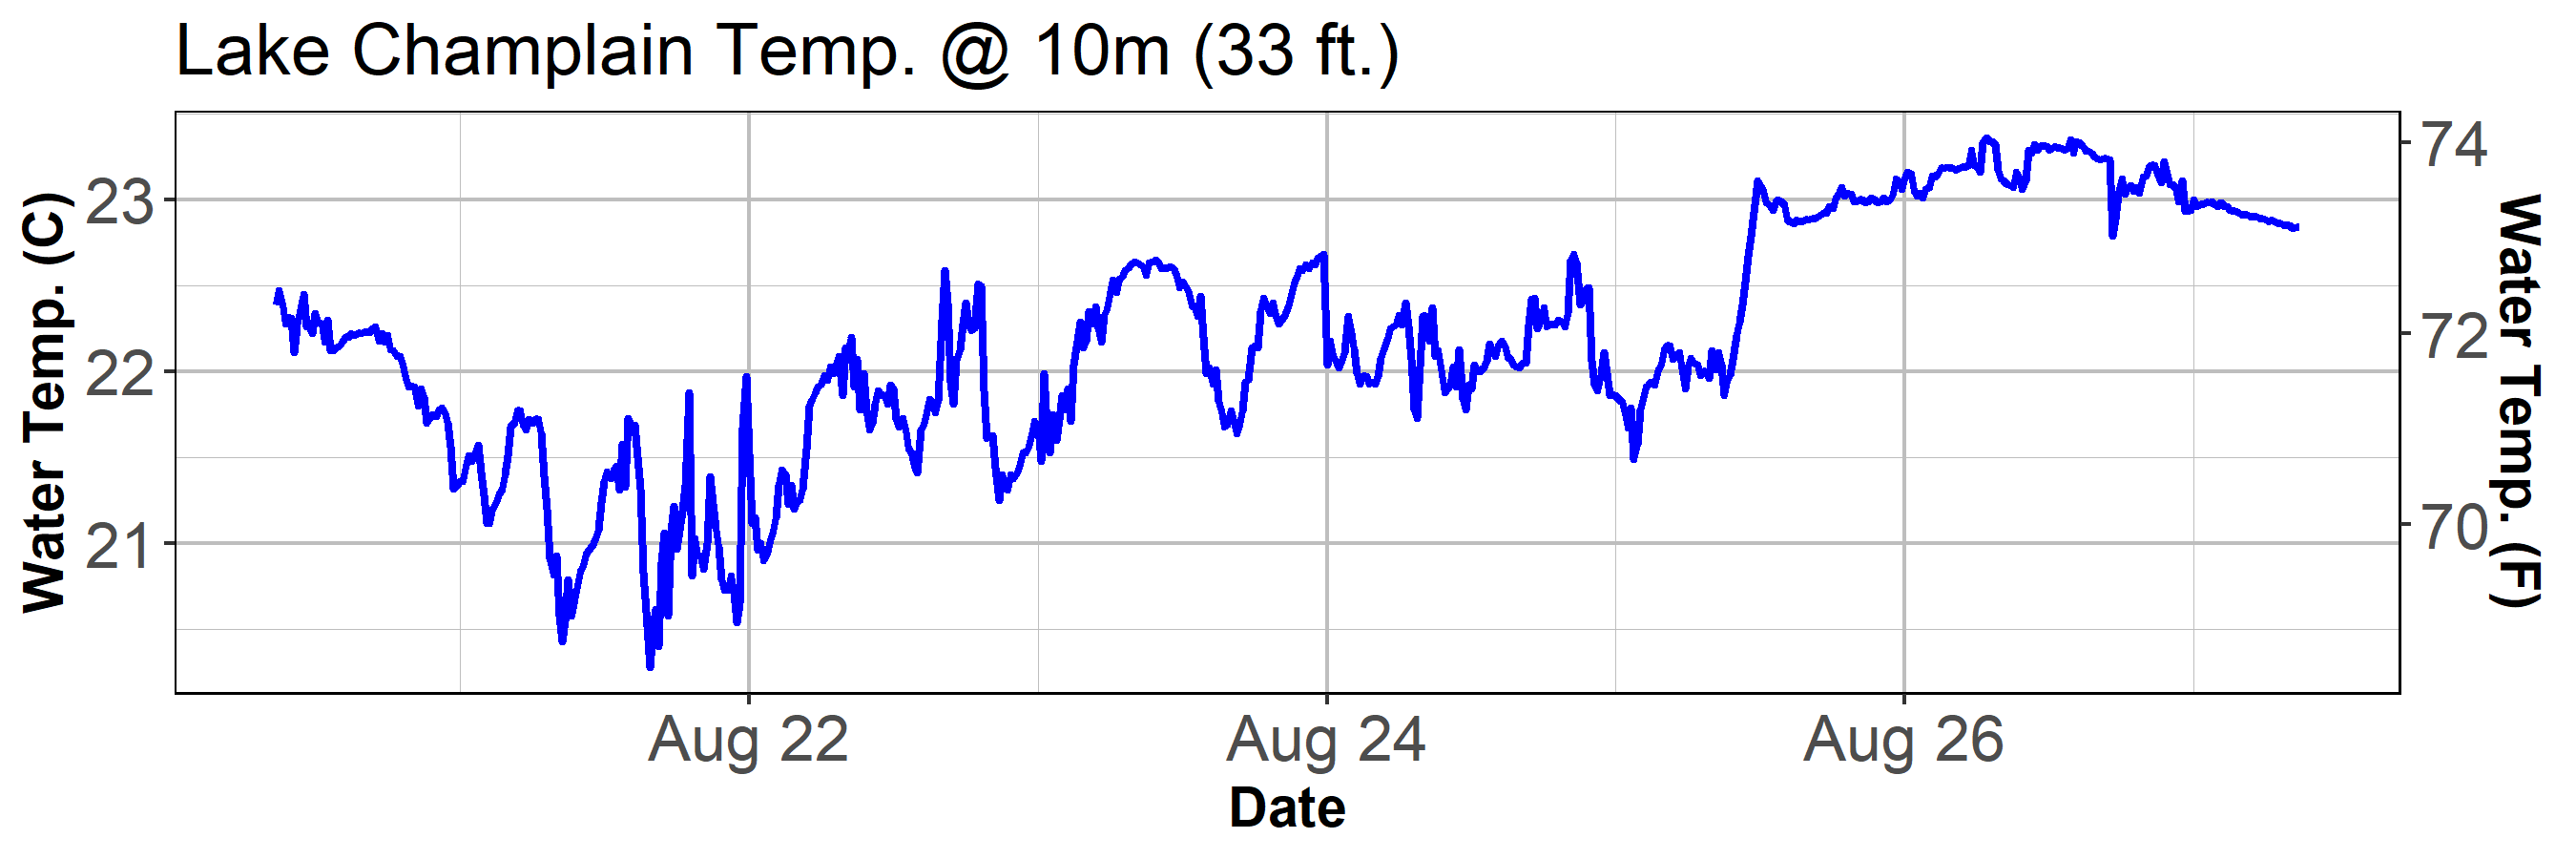 Lake Champlain Temp. @ 10m (33 ft.)
Water Temp. (C)
23
22
21
74
72
70
Water Temp. (F)
Aug 22 Aug 24 Aug 26
Date